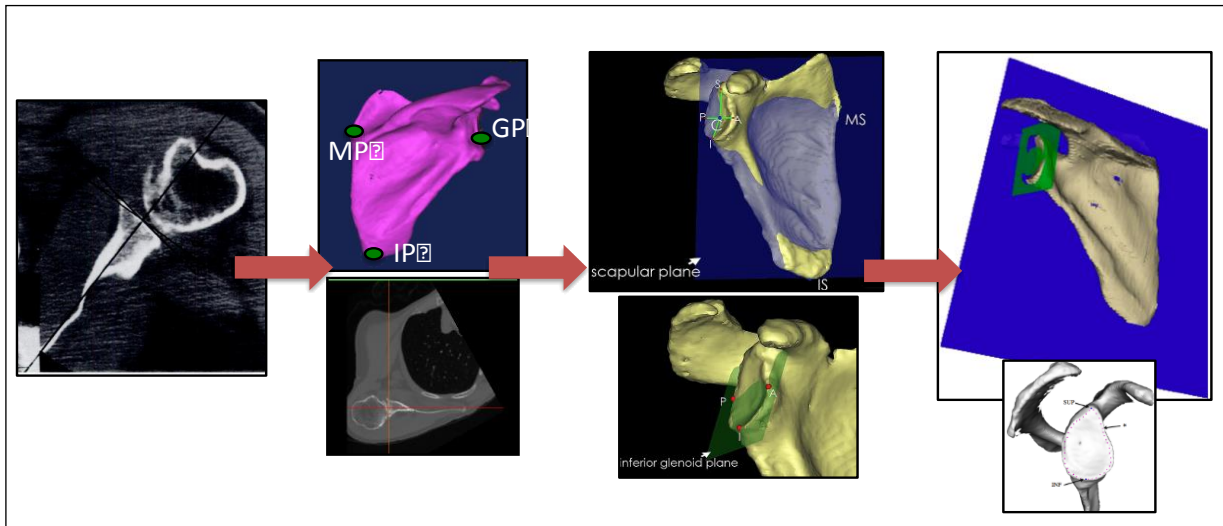 GP
MP
IP
S
P
A
C
I
MS
scapular plane
IS
P
A
I
inferior glenoid plane
SUP
INF